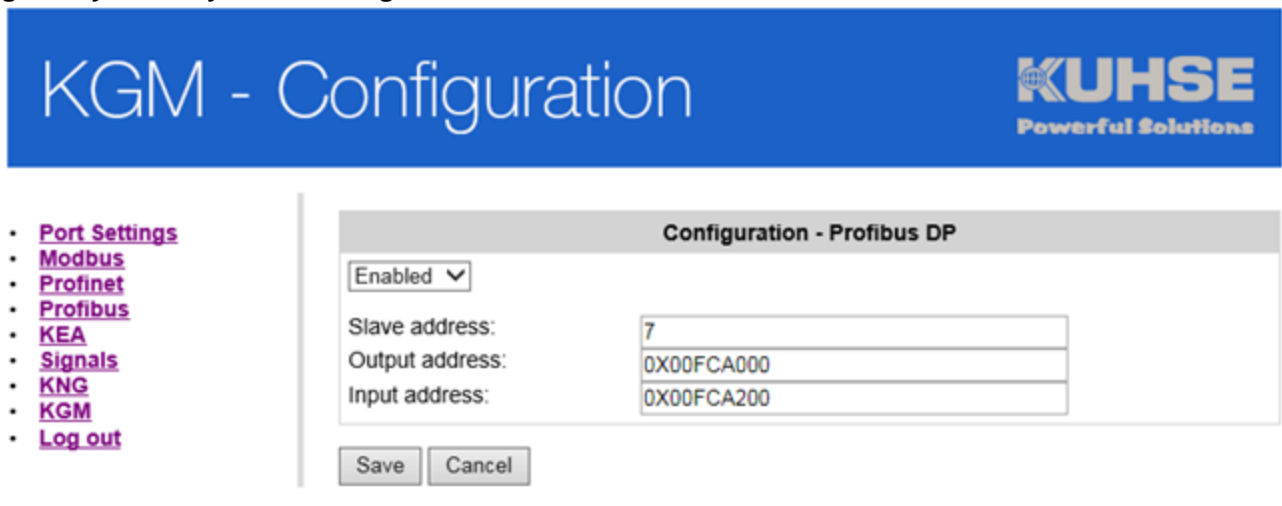 KGM - Configuration
KUHSE
Powerful Solutions
Port Settings
Modbus
Profinet
Profibus
KEA
Signals
KNG
KGM
Log out
Configuration - Profibus DP
Enabled
Slave address: 7
Output address: 0X00FCA000
Input address: 0X00FCA200
Save Cancel